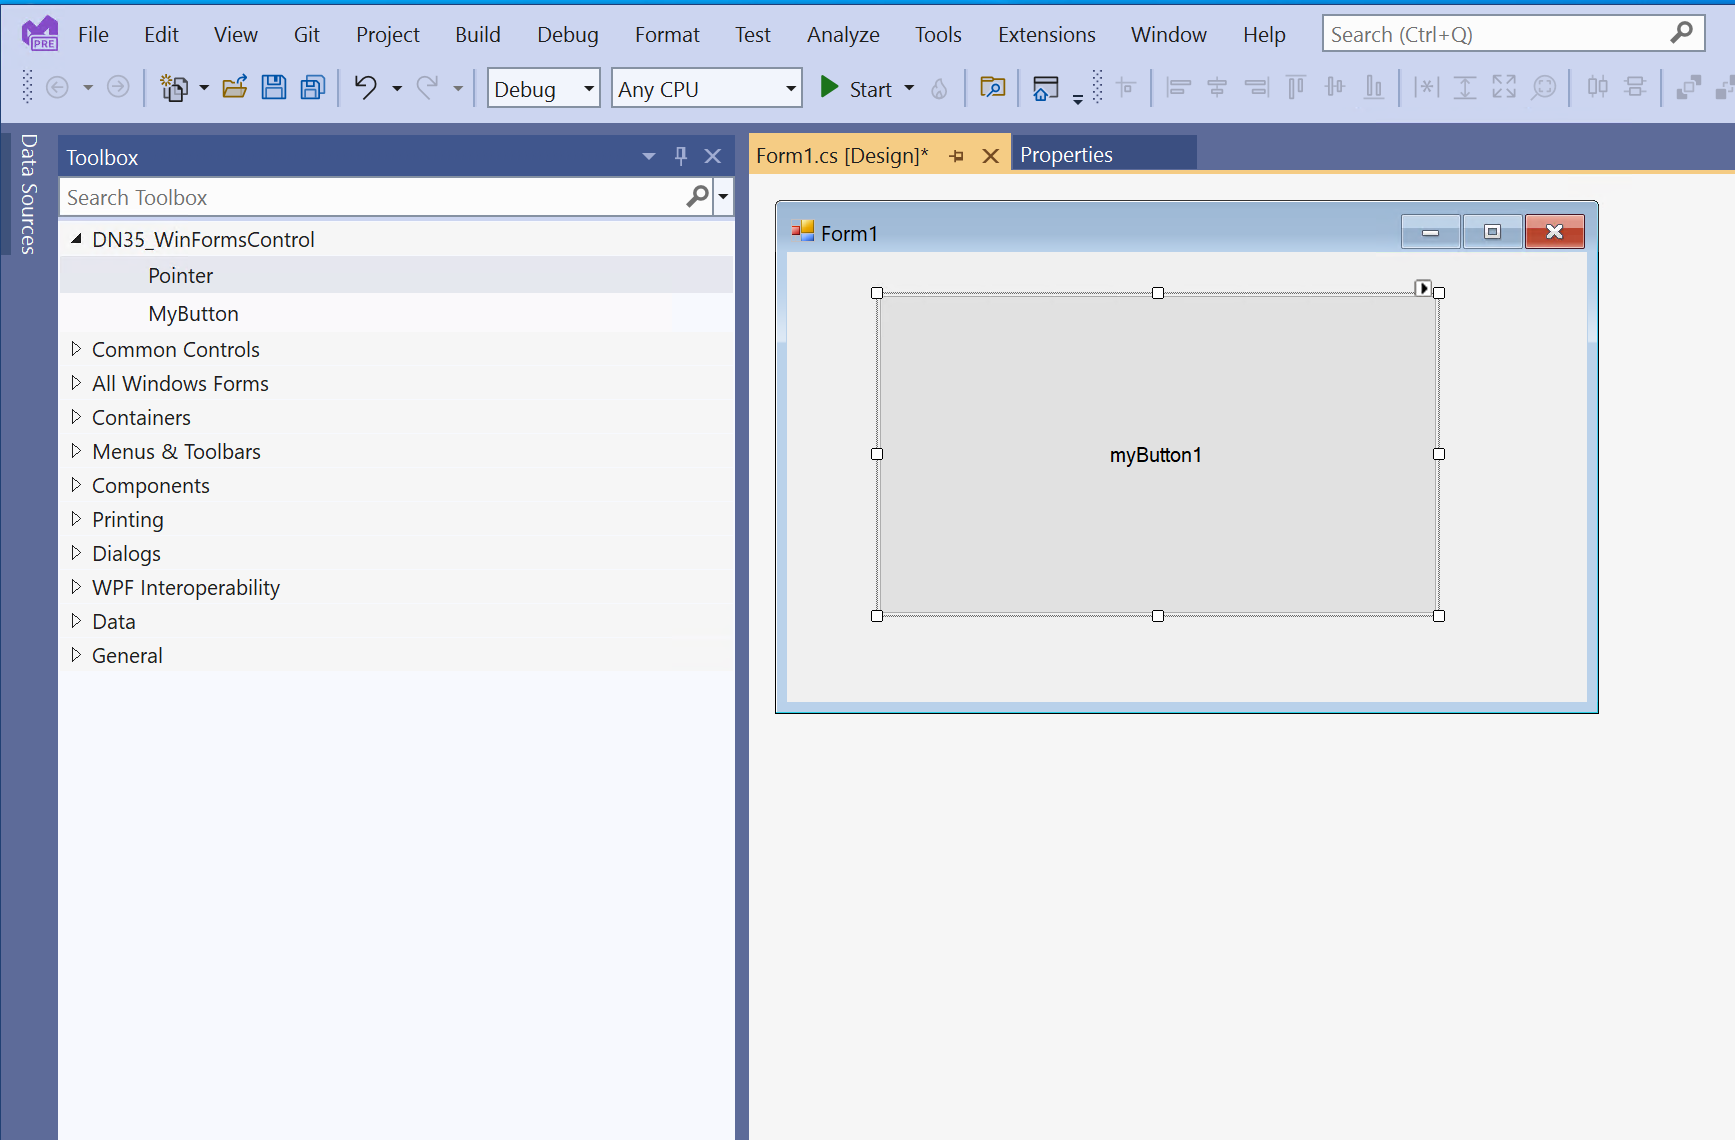 PRE File Edit View Git Project Build Debug Format Test Analyze Tools Extensions Window Help Search (Ctrl+Q)
Debug Any CPU Start
Data Sources
Toolbox
Search Toolbox
DN35_WinFormsControl
Pointer
MyButton
Common Controls
All Windows Forms
Containers
Menus & Toolbars
Components
Printing
Dialogs
WPF Interoperability
Data
General
Form1.cs [Design]* Properties
Form1
myButton1